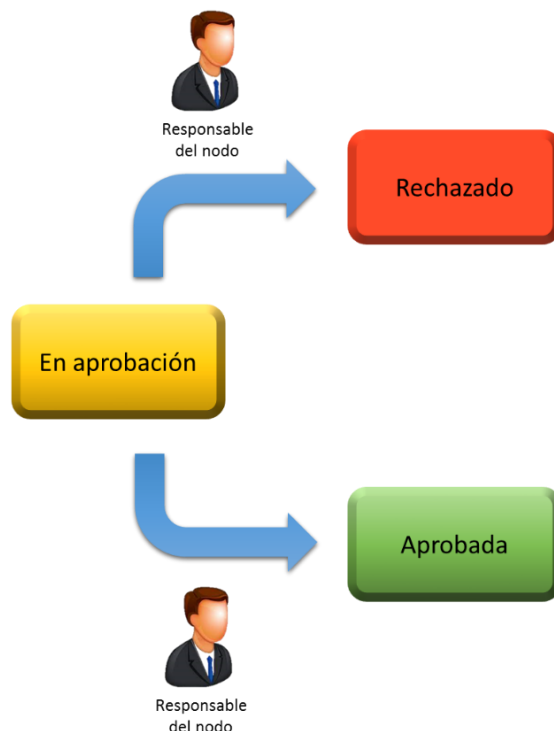 Responsable
del nodo
Rechazado
En aprobación
Aprobada
Responsable
del nodo